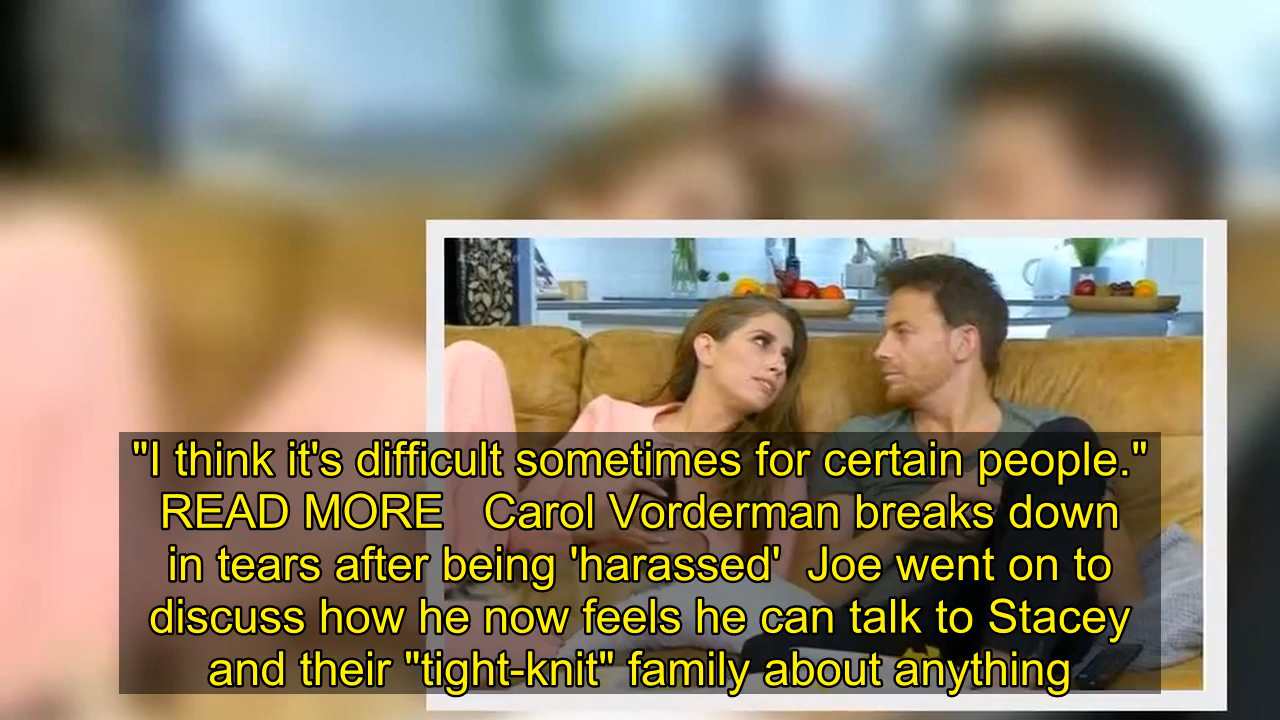 "I think it's difficult sometimes for certain people."
READ MORE   Carol Vorderman breaks down
in tears after being 'harassed'  Joe went on to
discuss how he now feels he can talk to Stacey
and their "tight-knit" family about anything